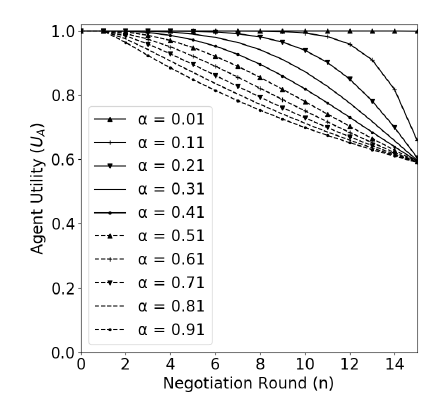 Agent Utility (U_A)
1.0
0.8
0.6
0.4
0.2
0.0
α = 0.01
α = 0.11
α = 0.21
α = 0.31
α = 0.41
α = 0.51
α = 0.61
α = 0.71
α = 0.81
α = 0.91
0 2 4 6 8 10 12 14
Negotiation Round (n)